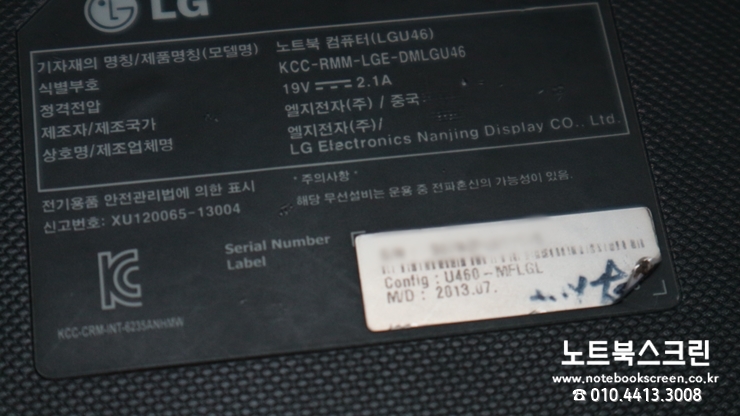 LG
기자재의 명칭/제품명칭(모델명) 노트북 컴퓨터(LGU46)
식별부호 KCC-RMM-LGE-DMLGU46
정격전압 19V 2.1A
제조자/제조국가 엘지전자(주) / 중국
상호명/제조업체명 엘지전자(주)/
LG Electronics Nanjing Display CO., Ltd.
전기용품 안전관리법에 의한 표시
신고번호: XU120065-13004
* 주의사항 *
해당 무선설비는 운용 중 전파혼신의 가능성이 있음.
KCC-CRM-INT-6235ANHMW
Serial Number
Label
Config : U460-MFLGL
M/D : 2013.07.
노트북스크린
www.notebookscreen.co.kr
☎ 010.4413.3008